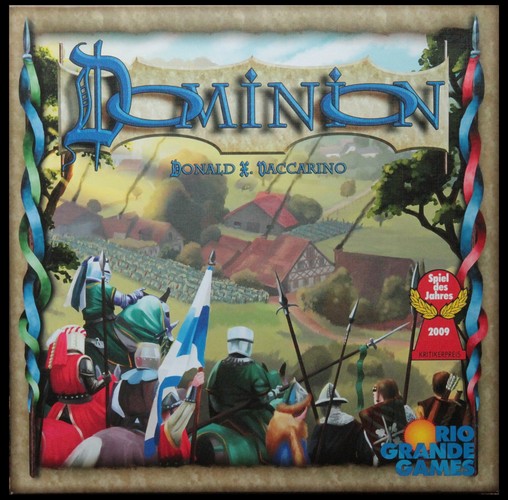 DOMINION
DONALD X. VACCARINO
Spiel
des
Jahres
2009
KRITIKERPREIS
RIO
GRANDE
GAMES